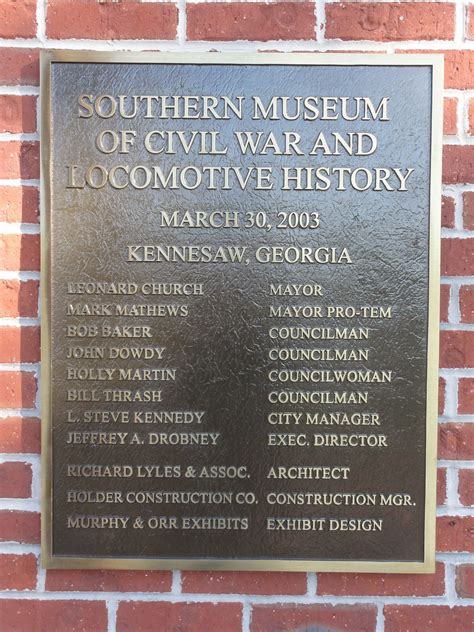 SOUTHERN MUSEUM
OF CIVIL WAR AND
LOCOMOTIVE HISTORY
MARCH 30, 2003
KENNESAW, GEORGIA
LEONARD CHURCH MAYOR
MARK MATHEWS MAYOR PRO-TEM
BOB BAKER COUNCILMAN
JOHN DOWDY COUNCILMAN
HOLLY MARTIN COUNCILWOMAN
BILL THRASH COUNCILMAN
L. STEVE KENNEDY CITY MANAGER
JEFFREY A. DROBNEY EXEC. DIRECTOR
RICHARD LYLES & ASSOC. ARCHITECT
HOLDER CONSTRUCTION CO. CONSTRUCTION MGR.
MURPHY & ORR EXHIBITS EXHIBIT DESIGN